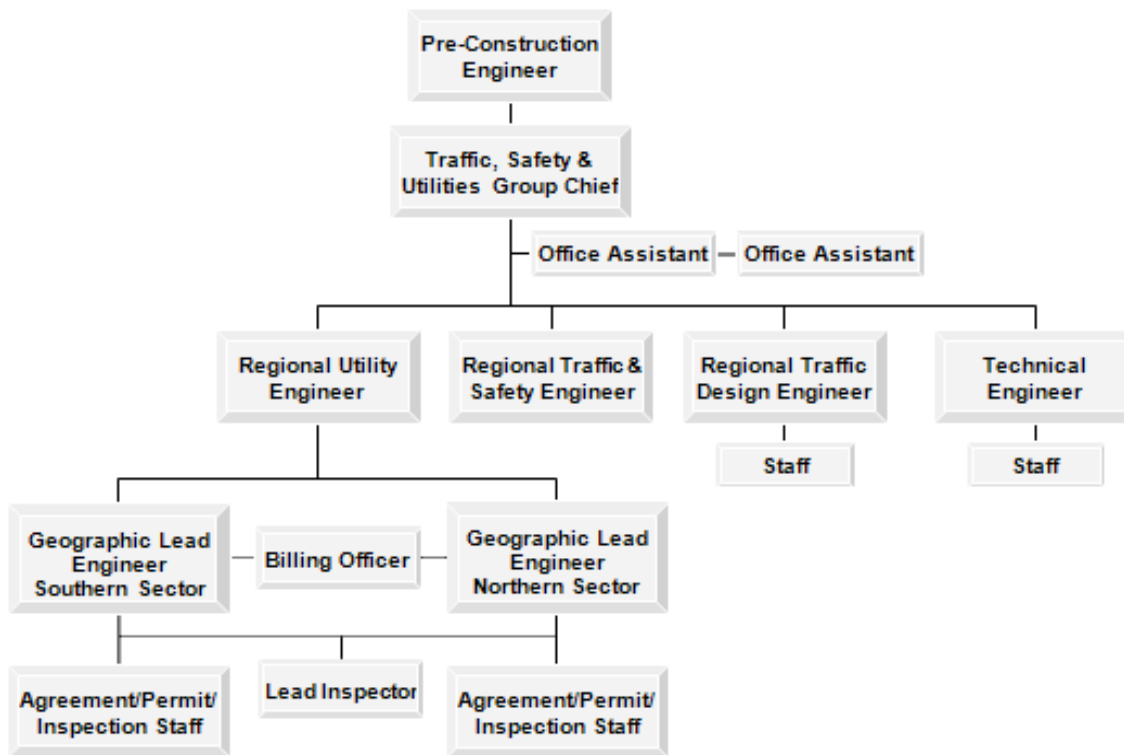 Pre-Construction
Engineer
Traffic, Safety &
Utilities Group Chief
Office Assistant
Office Assistant
Regional Utility
Engineer
Regional Traffic &
Safety Engineer
Regional Traffic
Design Engineer
Technical
Engineer
Staff
Staff
Geographic Lead
Engineer
Southern Sector
Billing Officer
Geographic Lead
Engineer
Northern Sector
Agreement/Permit/
Inspection Staff
Lead Inspector
Agreement/Permit/
Inspection Staff